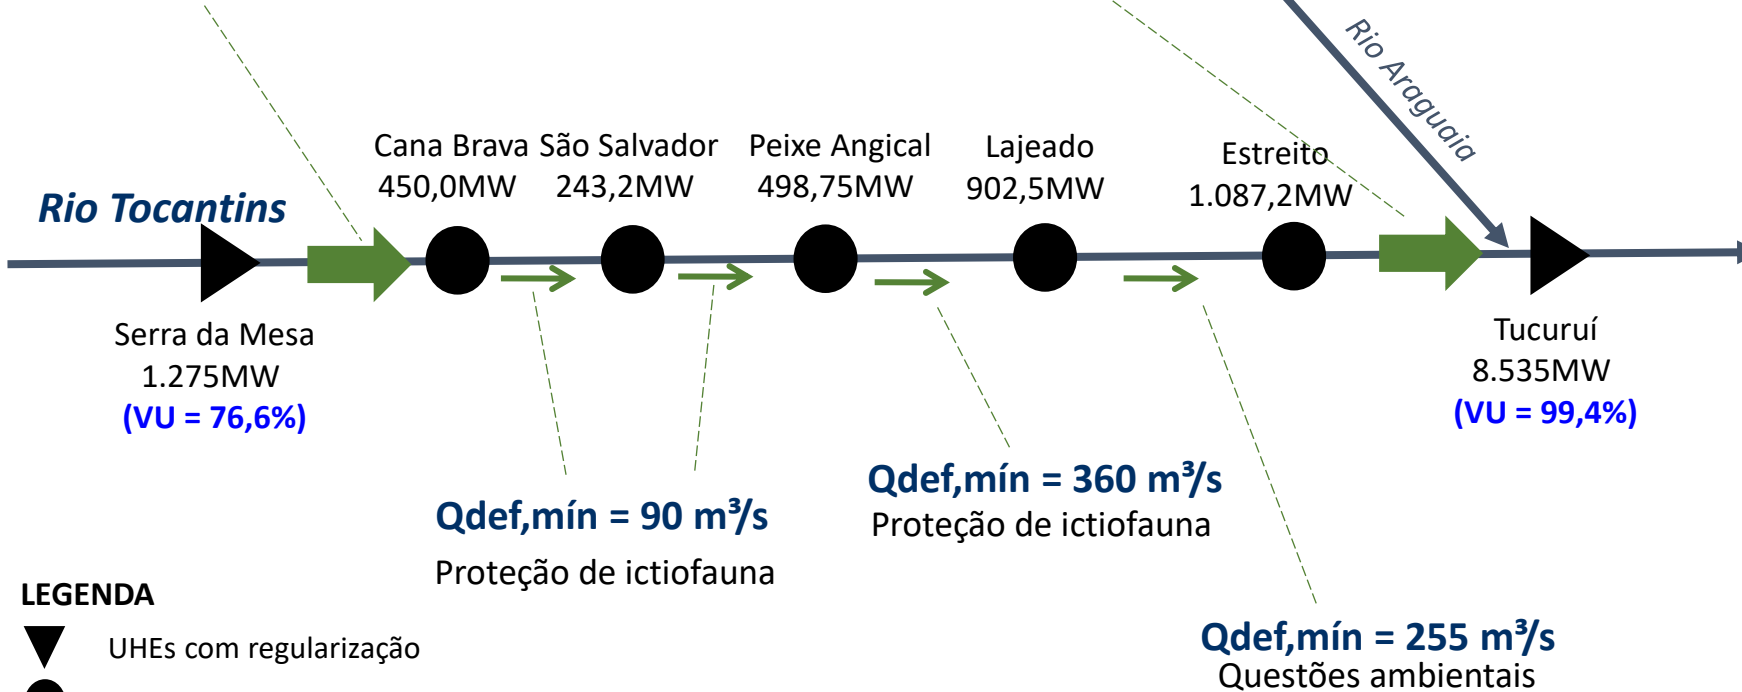 Rio Araguaia
Cana Brava
450,0MW
São Salvador
243,2MW
Peixe Angical
498,75MW
Lajeado
902,5MW
Estreito
1.087,2MW
Rio Tocantins
Serra da Mesa
1.275MW
(VU = 76,6%)
Tucuruí
8.535MW
(VU = 99,4%)
Qdef,mín = 90 m³/s
Proteção de ictiofauna
Qdef,mín = 360 m³/s
Proteção de ictiofauna
Qdef,mín = 255 m³/s
Questões ambientais
LEGENDA
UHEs com regularização